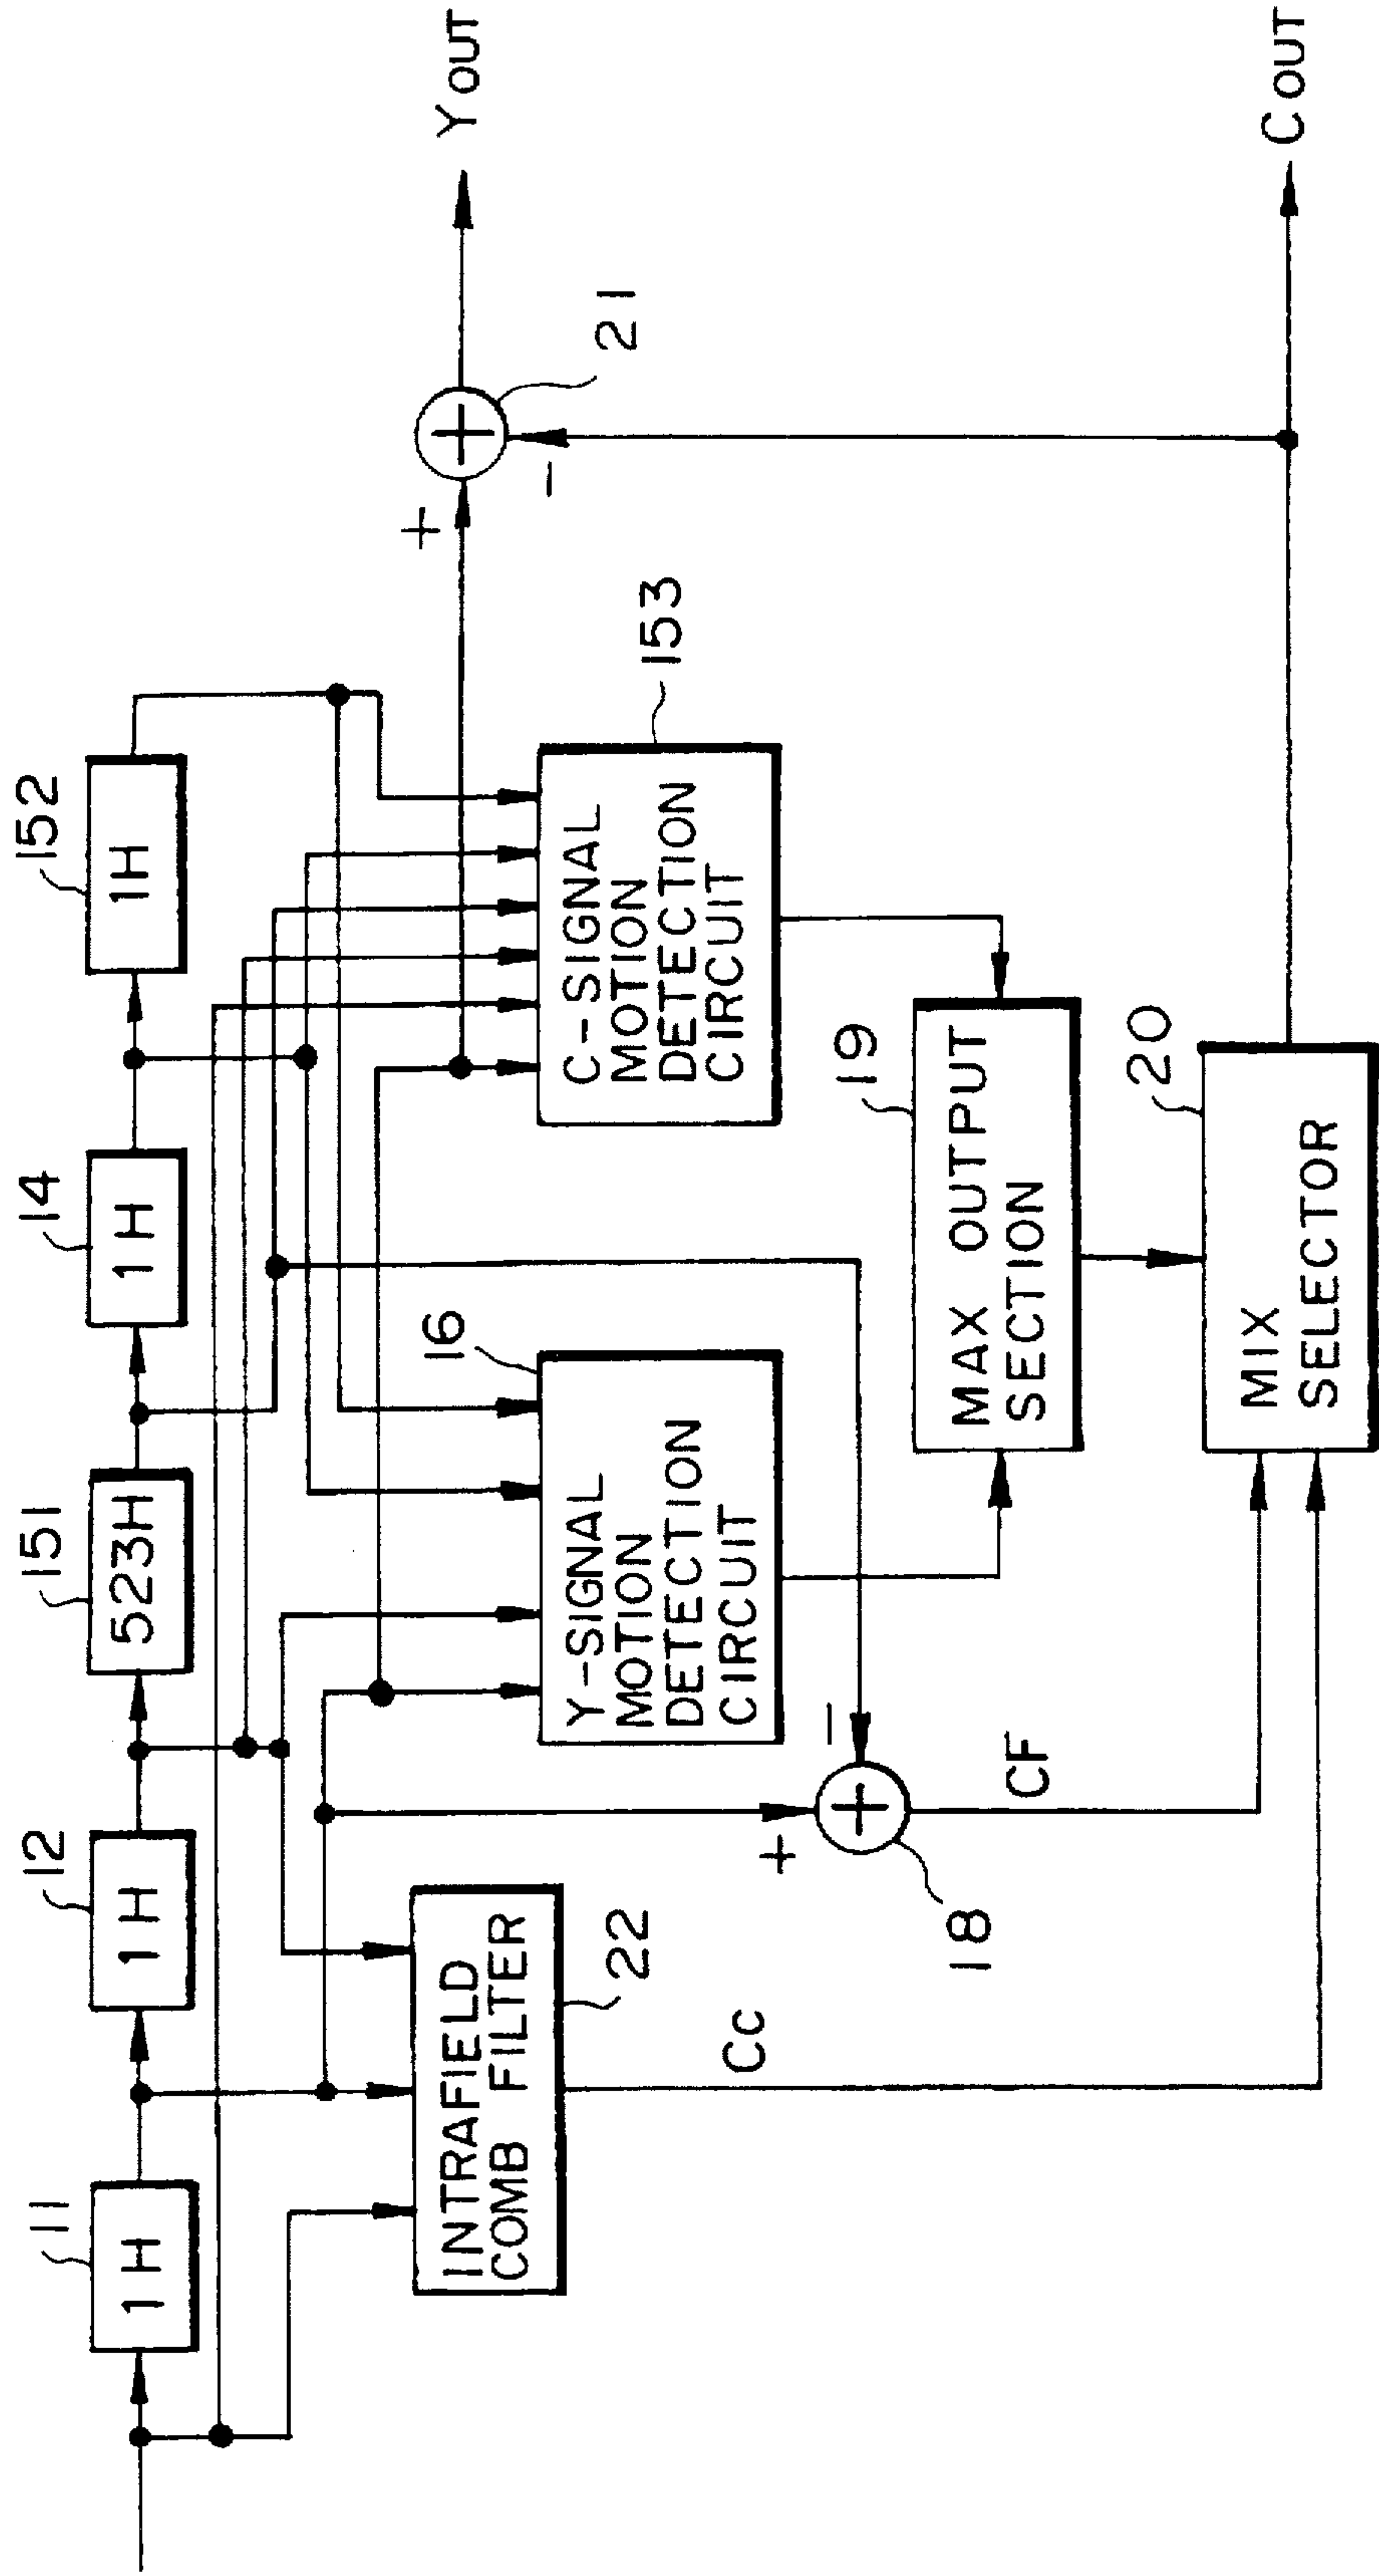 11
1H
12
1H
151
523H
14
1H
152
1H
INTRAFIELD
COMB FILTER
22
Y-SIGNAL
MOTION
DETECTION
CIRCUIT
16
C-SIGNAL
MOTION
DETECTION
CIRCUIT
153
+
-
+
21
YOUT
+
-
+
18
CF
CC
MAX OUTPUT
SECTION
19
MIX
SELECTOR
20
COUT